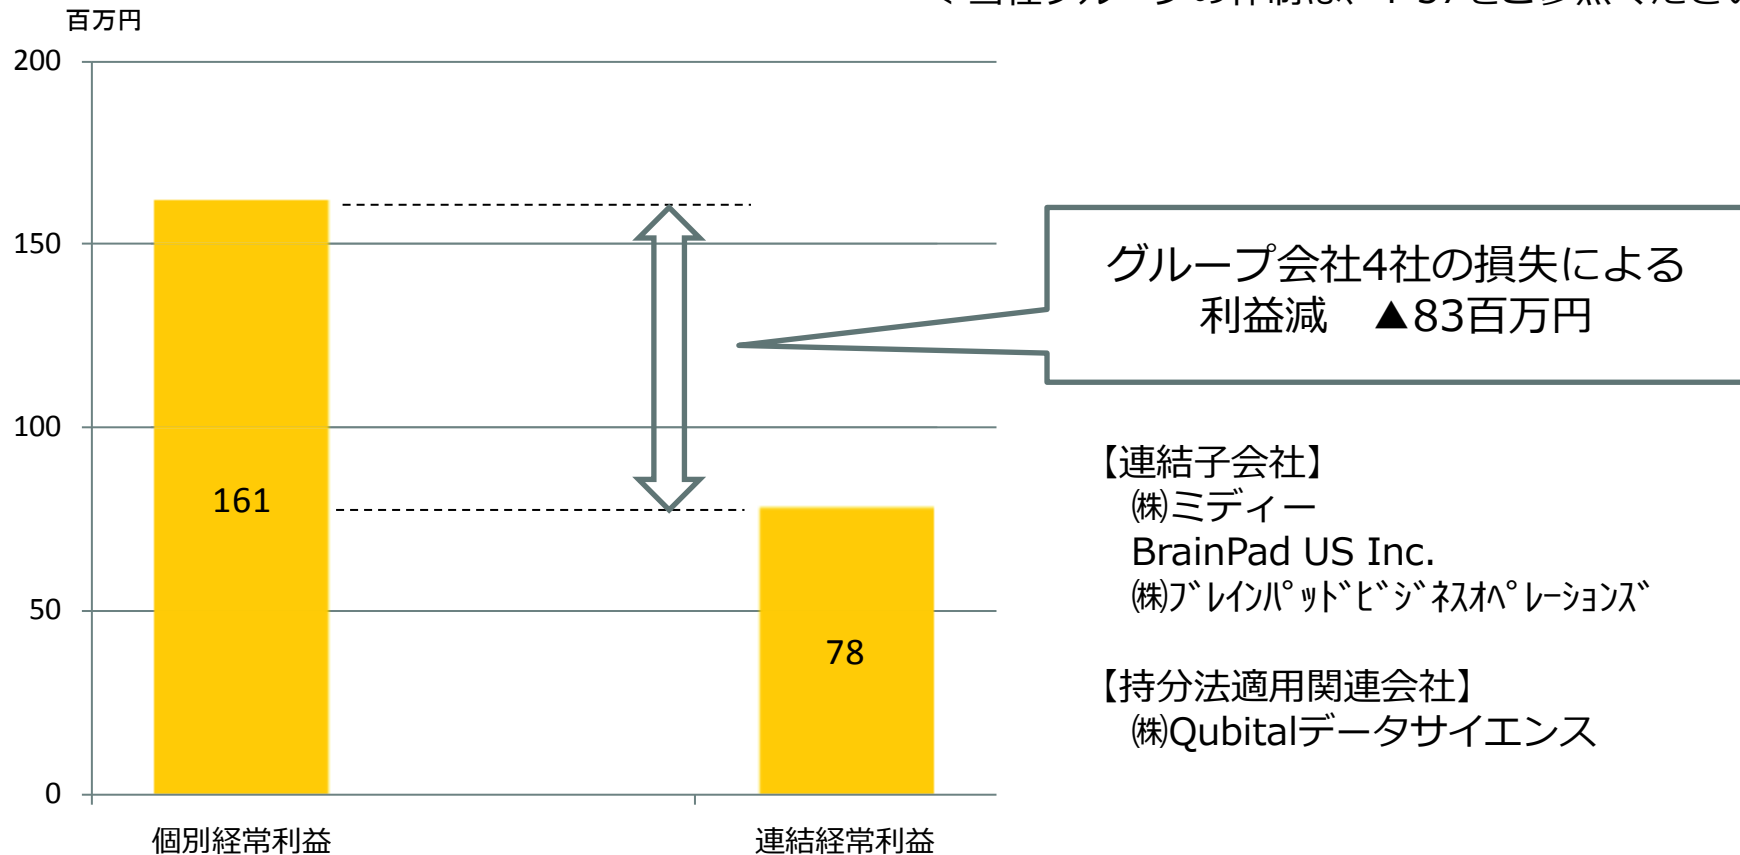 百万円
200
150
100
50
0
161
78
個別経常利益
連結経常利益
グループ会社4社の損失による
利益減　▲83百万円
【連結子会社】
㈱ミディー
BrainPad US Inc.
㈱ﾌﾞﾚｲﾝﾊﾟｯﾄﾞﾋﾞｼﾞﾈｽｵﾍﾟﾚｰｼｮﾝｽﾞ
【持分法適用関連会社】
㈱Qubitalデータサイエンス